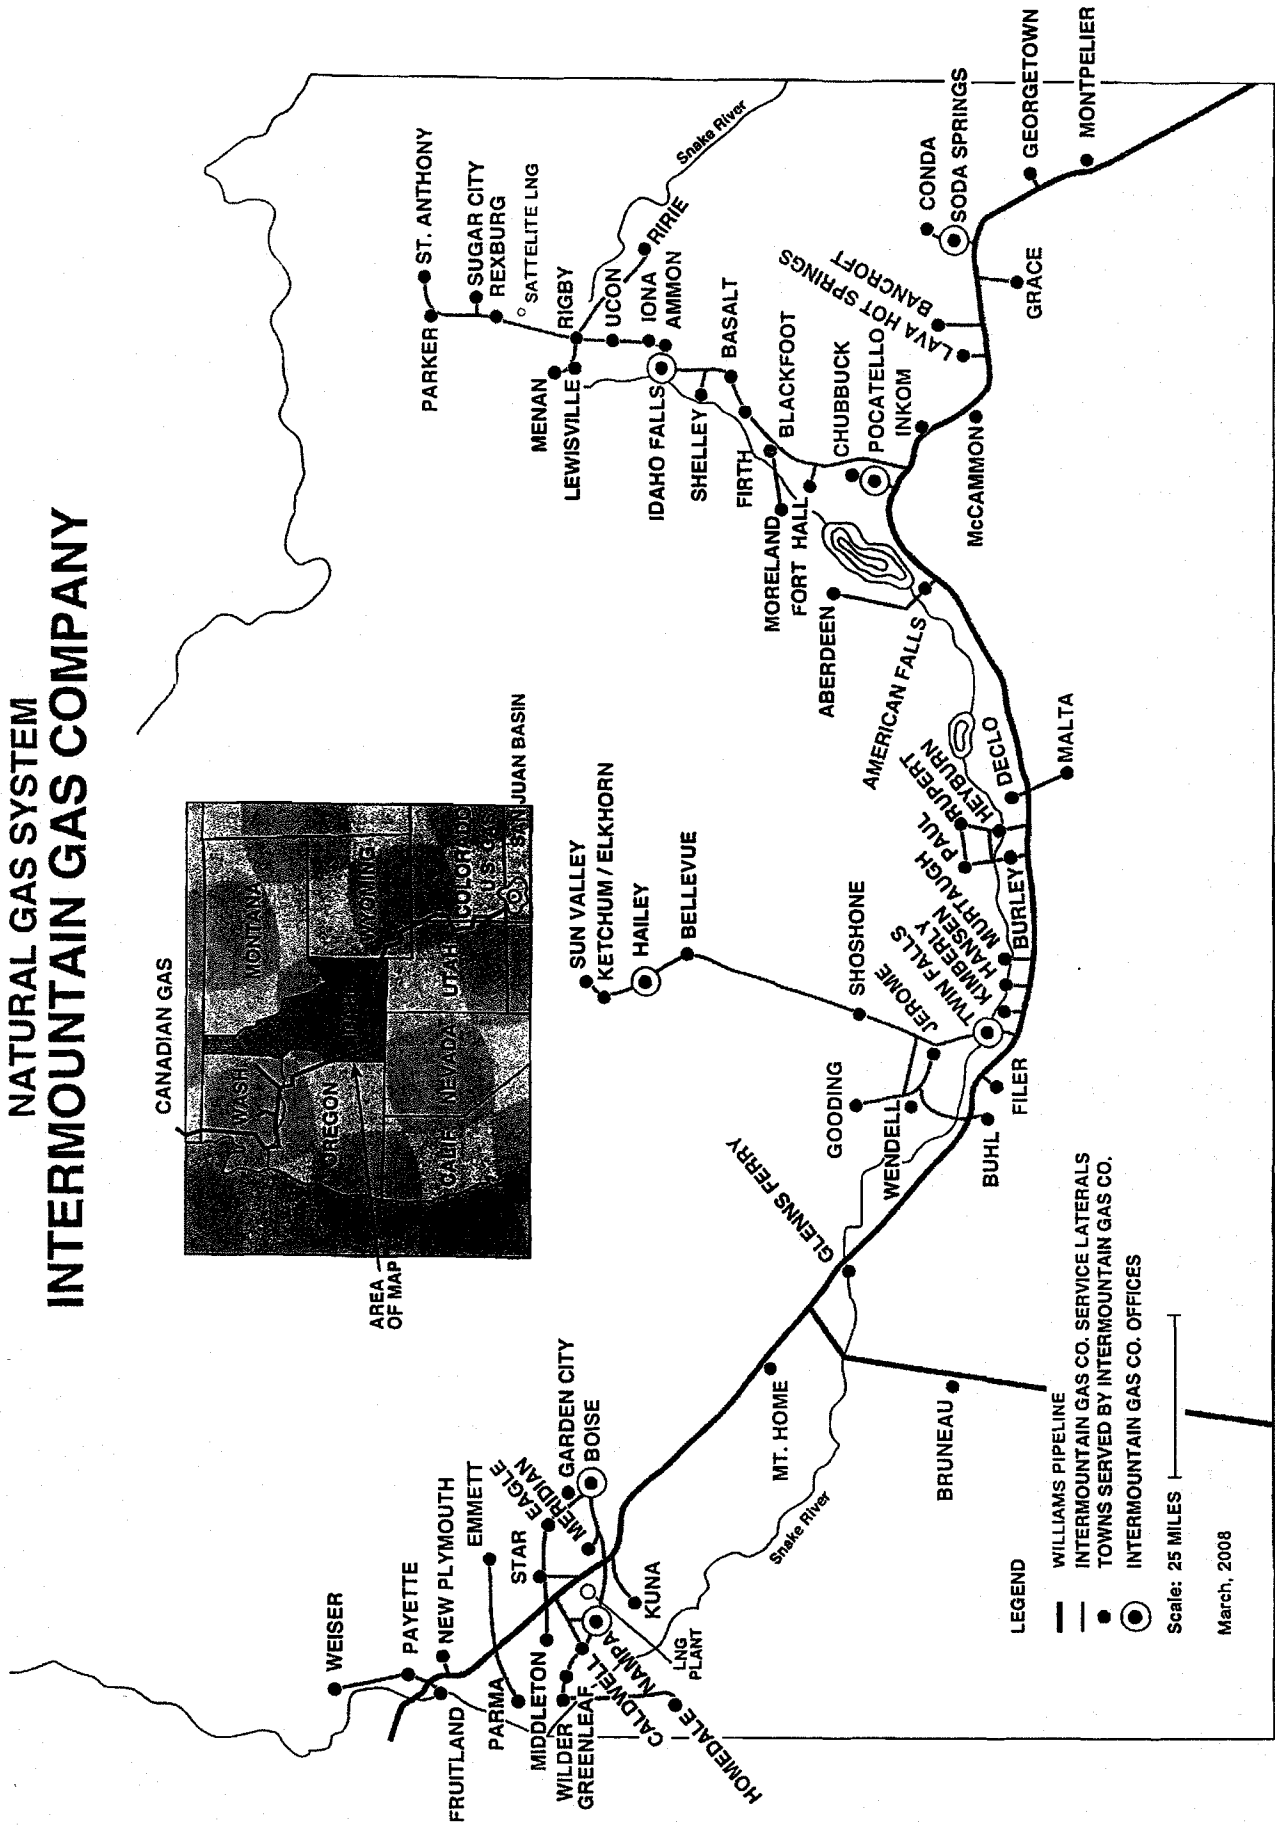 NATURAL GAS SYSTEM
INTERMOUNTAIN GAS COMPANY
CANADIAN GAS
WASH
MONTANA
OREGON
IDAHO
WYOMING
CALIF
NEVADA
UTAH
COLORADO
U.S. GAS
SAN JUAN BASIN
AREA
OF MAP
WEISER
PAYETTE
NEW PLYMOUTH
FRUITLAND
EMMETT
PARMA
STAR
EAGLE
MERIDIAN
GARDEN CITY
BOISE
MIDDLETON
WILDER
GREENLEAF
CALDWELL
NAMPA
HOMEDALE
LNG
PLANT
KUNA
Snake River
MT. HOME
BRUNEAU
GLENNS FERRY
SUN VALLEY
KETCHUM / ELKHORN
HAILEY
BELLEVUE
SHOSHONE
GOODING
WENDELL
JEROME
BUHL
FILER
TWIN FALLS
KIMBERLY
HANSEN
MURTAUGH
BURLEY
PAUL
RUPERT
HEYBURN
DECLO
MALTA
AMERICAN FALLS
ABERDEEN
PARKER
ST. ANTHONY
SUGAR CITY
REXBURG
SATTELITE LNG
MENAN
LEWISVILLE
RIGBY
RIRIE
Snake River
UCON
IONA
AMMON
IDAHO FALLS
SHELLEY
BASALT
FIRTH
BLACKFOOT
MORELAND
FORT HALL
CHUBBUCK
POCATELLO
INKOM
McCAMMON
LAVA HOT SPRINGS
BANCROFT
GRACE
CONDA
SODA SPRINGS
GEORGETOWN
MONTPELIER
LEGEND
WILLIAMS PIPELINE
INTERMOUNTAIN GAS CO. SERVICE LATERALS
TOWNS SERVED BY INTERMOUNTAIN GAS CO.
INTERMOUNTAIN GAS CO. OFFICES
Scale: 25 MILES
March, 2008